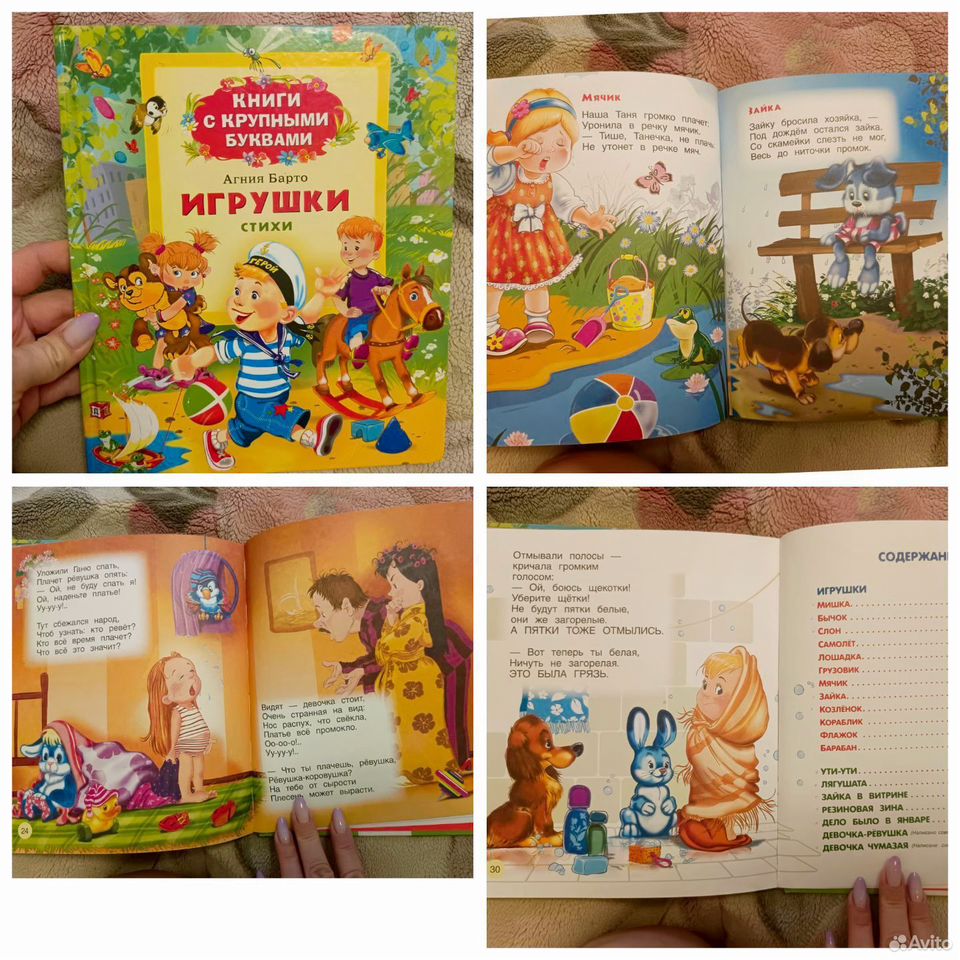 КНИГИ
С КРУПНЫМИ
БУКВАМИ
Агния Барто
ИГРУШКИ
СТИХИ
ГЕРОЙ
Мячик
Наша Таня громко плачет:
Уронила в речку мячик.
— Тише, Танечка, не плачь:
Не утонет в речке мяч.
Зайка
Зайку бросила хозяйка, —
Под дождём остался зайка.
Со скамейки слезть не мог,
Весь до ниточки промок.
Уложили Ганю спать,
Плачет рёвушка опять:
— Ой, не буду спать я!
Ой, наденьте платье!
Уу-уу-у!..
Тут сбежался народ,
Чтоб узнать: кто ревёт?
Кто всё время плачет?
Что всё это значит?
24
Видят — девочка стоит,
Очень странная на вид:
Нос распух, что свёкла,
Платье всё промокло.
Оо-оо-о!..
Уу-уу-у!..
— Что ты плачешь, рёвушка,
Рёвушка-коровушка?
На тебе от сырости
Плесень может вырасти.
Отмывали полосы —
кричала громким
голосом:
— Ой, боюсь щекотки!
Уберите щётки!
Не будут пятки белые,
они же загорелые.
А ПЯТКИ ТОЖЕ ОТМЫЛИСЬ.
— Вот теперь ты белая,
Ничуть не загорелая.
ЭТО БЫЛА ГРЯЗЬ.
30
СОДЕРЖАНИ
ИГРУШКИ
МИШКА
БЫЧОК
СЛОН
САМОЛЁТ
ЛОШАДКА
ГРУЗОВИК
МЯЧИК
ЗАЙКА
КОЗЛЁНОК
КОРАБЛИК
ФЛАЖОК
БАРАБАН
УТИ-УТИ
ЛЯГУШАТА
ЗАЙКА В ВИТРИНЕ
РЕЗИНОВАЯ ЗИНА
ДЕЛО БЫЛО В ЯНВАРЕ
ДЕВОЧКА-РЁВУШКА (Написано сов
ДЕВОЧКА ЧУМАЗАЯ (Написано
Avito